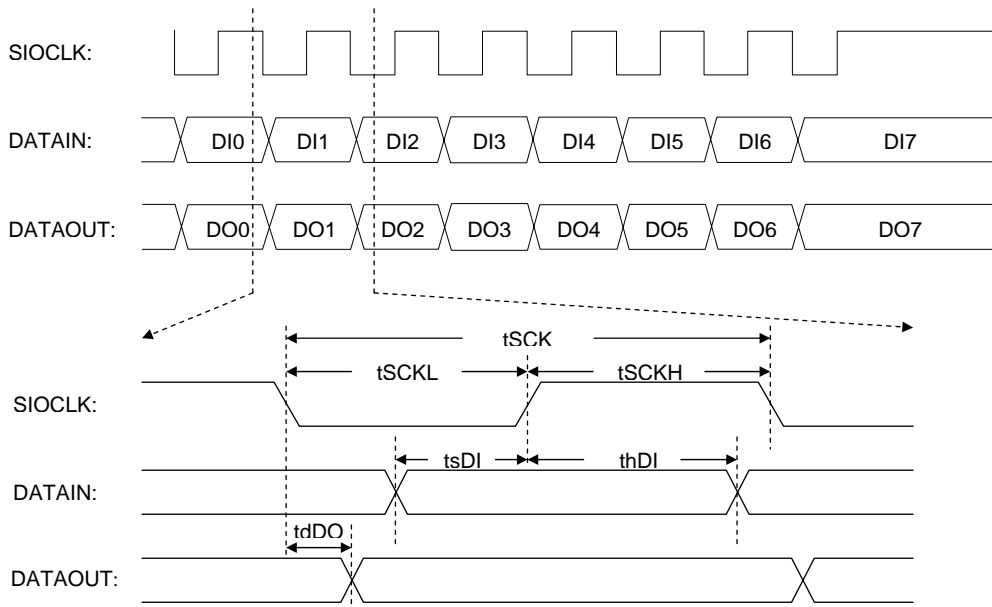 SIOCLK:
DATAIN: DI0 DI1 DI2 DI3 DI4 DI5 DI6 DI7
DATAOUT: DO0 DO1 DO2 DO3 DO4 DO5 DO6 DO7
tSCK
tSCKL tSCKH
SIOCLK:
tsDI thDI
DATAIN:
tdDO
DATAOUT: